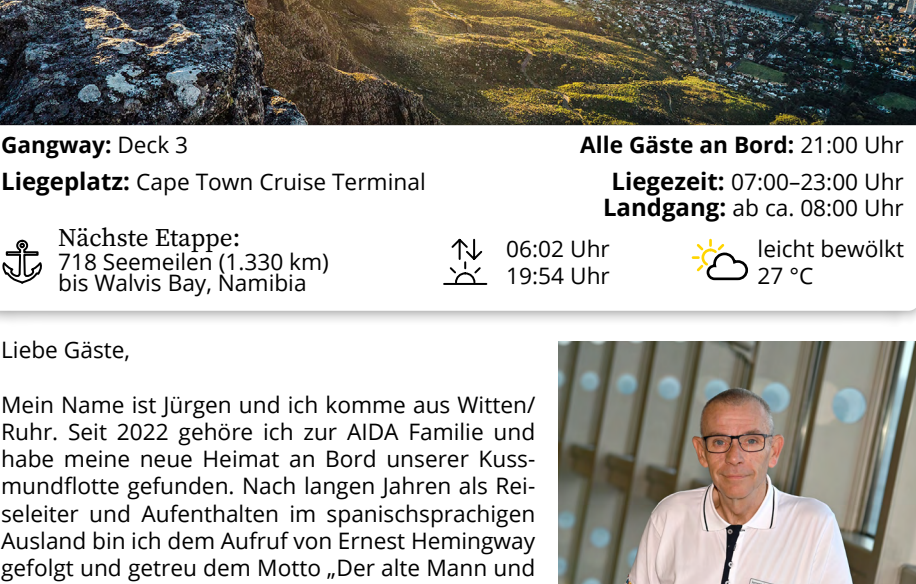 Gangway: Deck 3
Alle Gäste an Bord: 21:00 Uhr
Liegeplatz: Cape Town Cruise Terminal
Liegezeit: 07:00–23:00 Uhr
Landgang: ab ca. 08:00 Uhr
Nächste Etappe:
718 Seemeilen (1.330 km)
bis Walvis Bay, Namibia
06:02 Uhr
19:54 Uhr
leicht bewölkt
27 °C
Liebe Gäste,
Mein Name ist Jürgen und ich komme aus Witten/
Ruhr. Seit 2022 gehöre ich zur AIDA Familie und
habe meine neue Heimat an Bord unserer Kuss-
mundflotte gefunden. Nach langen Jahren als Rei-
seleiter und Aufenthalten im spanischsprachigen
Ausland bin ich dem Aufruf von Ernest Hemingway
gefolgt und getreu dem Motto „Der alte Mann und